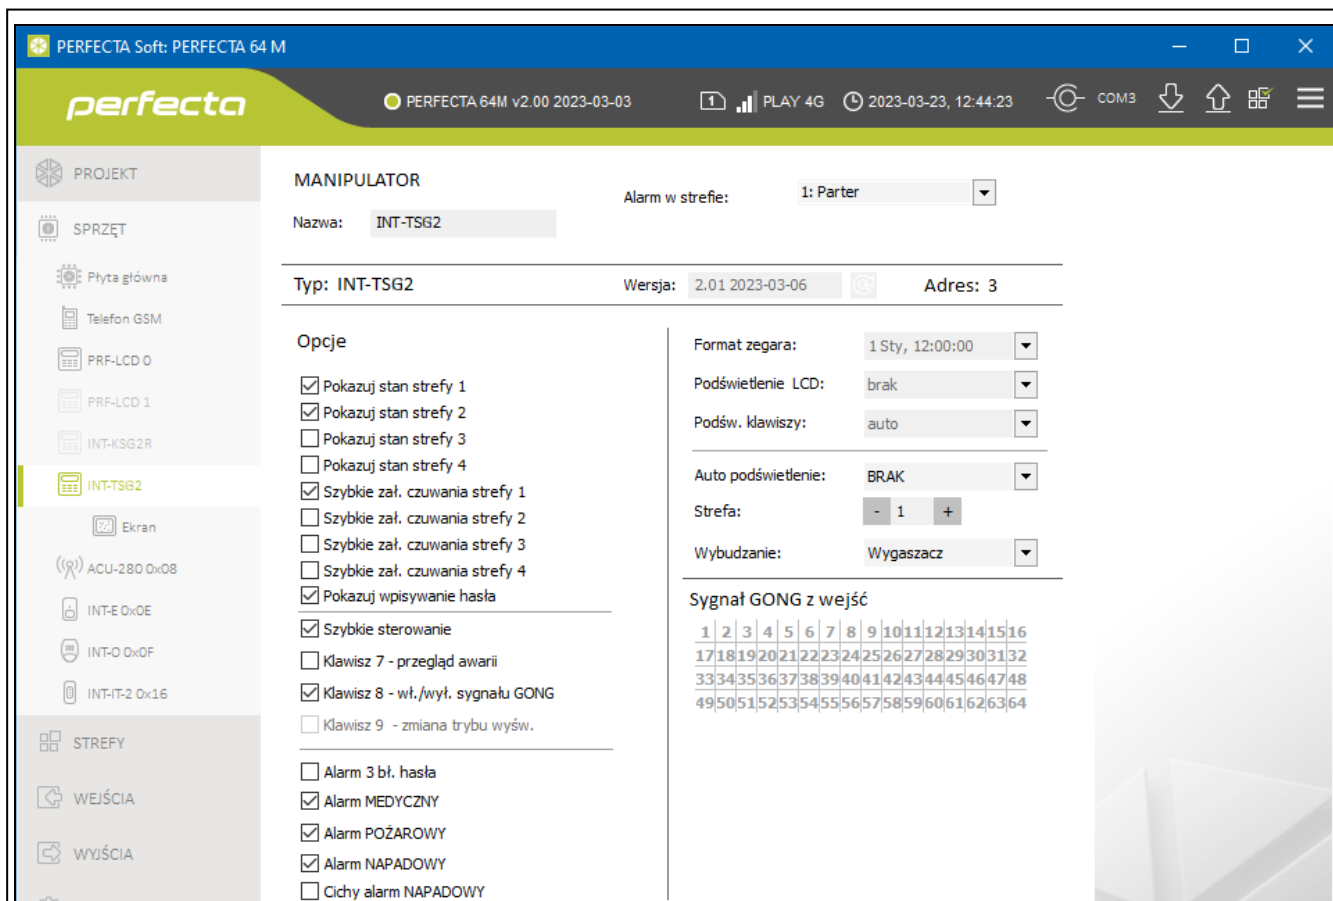 PERFECTA Soft: PERFECTA 64 M
perfecta
PERFECTA 64M v2.00 2023-03-03
1
PLAY 4G
2023-03-23, 12:44:23
COM3
PROJEKT
SPRZĘT
Płyta główna
Telefon GSM
PRF-LCD 0
PRF-LCD 1
INT-KSG2R
INT-TSG2
Ekran
ACU-280 0x08
INT-E 0x0E
INT-O 0x0F
INT-IT-2 0x16
STREFY
WEJŚCIA
WYJŚCIA
MANIPULATOR
Alarm w strefie: 1: Parter
Nazwa: INT-TSG2
Typ: INT-TSG2 Wersja: 2.01 2023-03-06 Adres: 3
Opcje
Pokazuj stan strefy 1
Pokazuj stan strefy 2
Pokazuj stan strefy 3
Pokazuj stan strefy 4
Szybkie zał. czuwania strefy 1
Szybkie zał. czuwania strefy 2
Szybkie zał. czuwania strefy 3
Szybkie zał. czuwania strefy 4
Pokazuj wpisywanie hasła
Szybkie sterowanie
Klawisz 7 - przegląd awarii
Klawisz 8 - wł./wył. sygnału GONG
Klawisz 9 - zmiana trybu wyśw.
Alarm 3 bł. hasła
Alarm MEDYCZNY
Alarm POŻAROWY
Alarm NAPADOWY
Cichy alarm NAPADOWY
Format zegara: 1 Sty, 12:00:00
Podświetlenie LCD: brak
Podśw. klawiszy: auto
Auto podświetlenie: BRAK
Strefa: - 1 +
Wybudzanie: Wygaszacz
Sygnał GONG z wejść
1 2 3 4 5 6 7 8 9 10 11 12 13 14 15 16
17 18 19 20 21 22 23 24 25 26 27 28 29 30 31 32
33 34 35 36 37 38 39 40 41 42 43 44 45 46 47 48
49 50 51 52 53 54 55 56 57 58 59 60 61 62 63 64